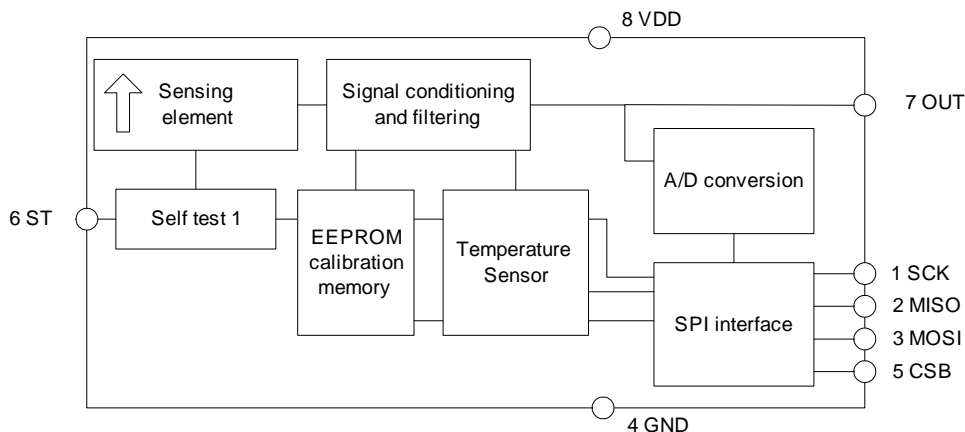 8 VDD
Sensing
element
Signal conditioning
and filtering
7 OUT
A/D conversion
6 ST
Self test 1
EEPROM
calibration
memory
Temperature
Sensor
SPI interface
1 SCK
2 MISO
3 MOSI
5 CSB
4 GND